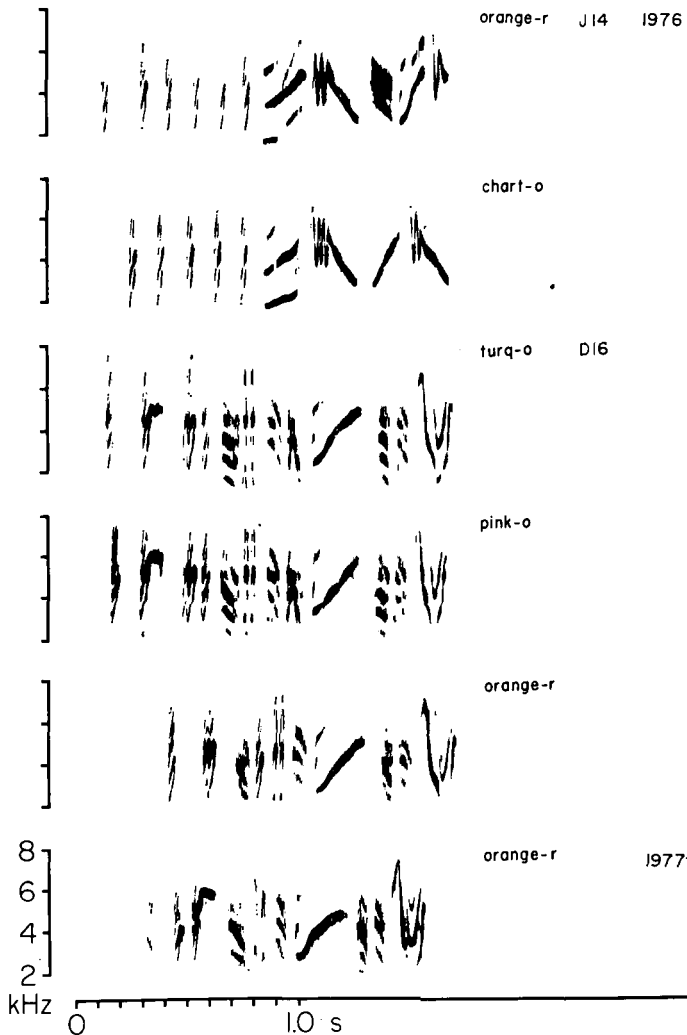 orange-r J14 1976
chart-o
turq-o D16
pink-o
orange-r
orange-r 1977
8
6
4
2
kHz
0 1.0 s